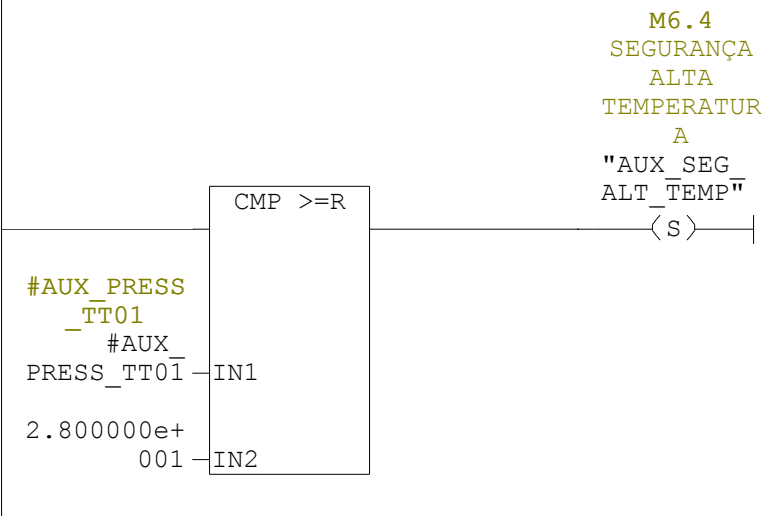 M6.4
SEGURANÇA
ALTA
TEMPERATUR
A
"AUX_SEG_
ALT_TEMP"
CMP >=R
(S)
#AUX_PRESS
_TT01
#AUX_
PRESS_TT01
IN1
2.800000e+
001
IN2